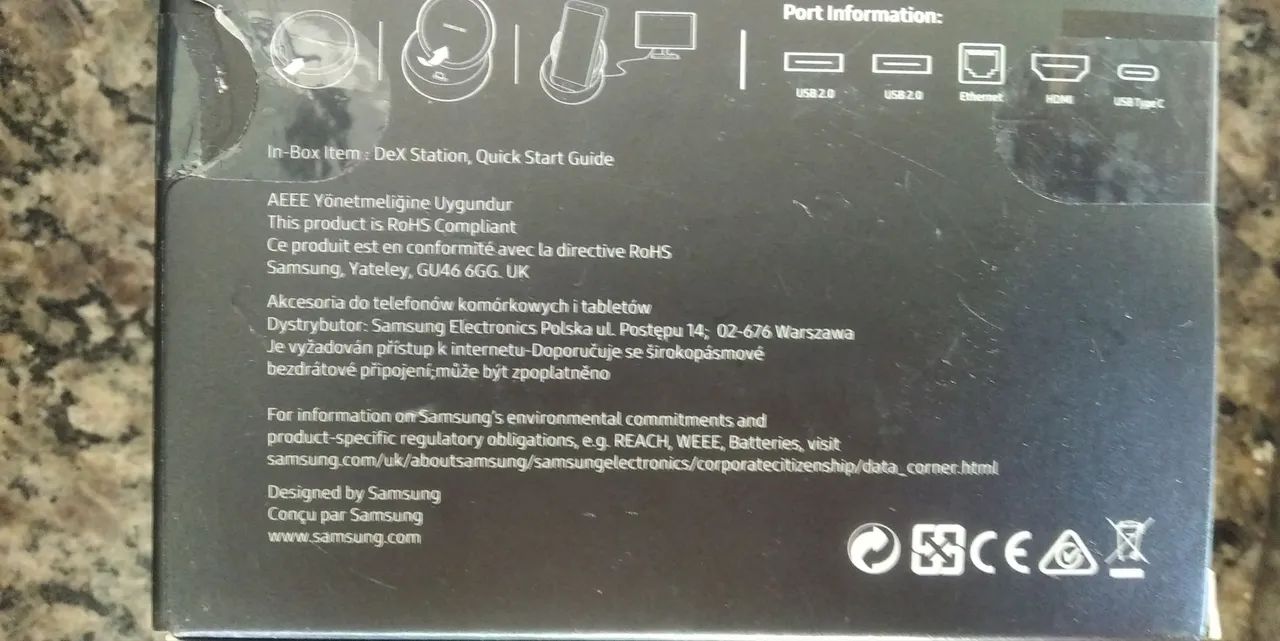 Port Information:
USB 2.0
USB 2.0
Ethernet
HDMI
USB Type C
In-Box Item : DeX Station, Quick Start Guide
AEEE Yönetmeliğine Uygundur
This product is RoHS Compliant
Ce produit est en conformité avec la directive RoHS
Samsung, Yateley, GU46 6GG. UK
Akcesoria do telefonów komórkowych i tabletów
Dystrybutor: Samsung Electronics Polska ul. Postępu 14; 02-676 Warszawa
Je vyžadován přístup k internetu-Doporučuje se širokopásmové
bezdrátové připojení;může být zpoplatněno
For information on Samsung's environmental commitments and
product-specific regulatory obligations, e.g. REACH, WEEE, Batteries, visit
samsung.com/uk/aboutsamsung/samsungelectronics/corporatecitizenship/data_corner.html
Designed by Samsung
Conçu par Samsung
www.samsung.com
CE